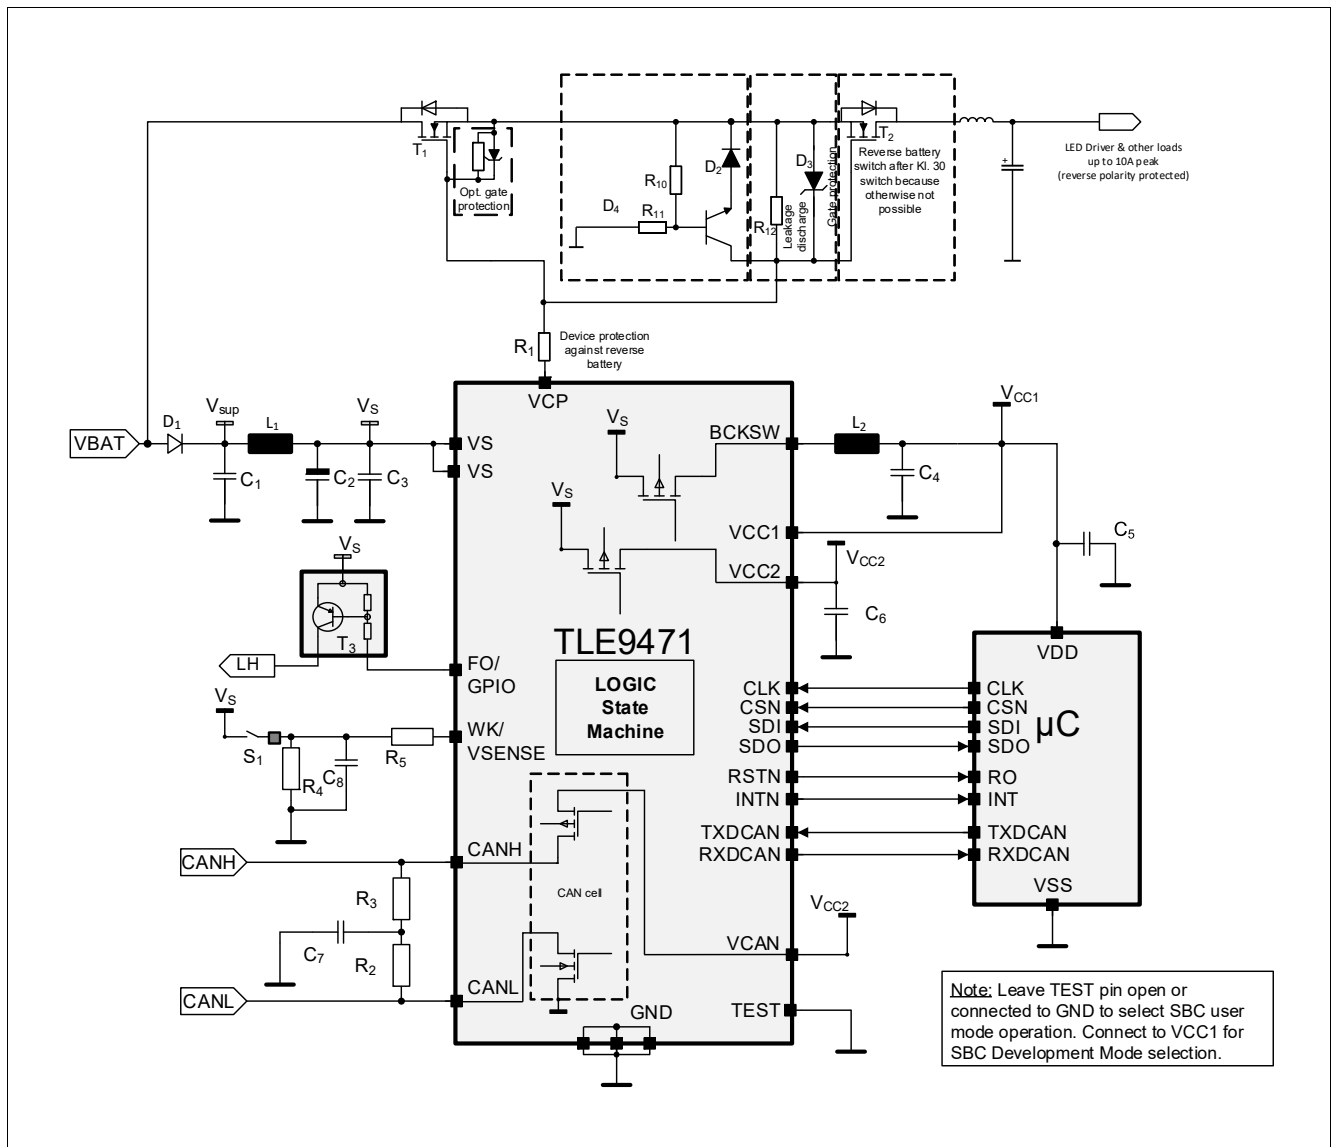 T1
Opt. gate
protection
D4
R11
R10
D2
R12
Leakage
discharge
D3
Gate protection
T2
Reverse battery
switch after Kl. 30
switch because
otherwise not
possible
+
LED Driver & other loads
up to 10A peak
(reverse polarity protected)
R1
Device protection
against reverse
battery
VCP
VBAT
D1
Vsup
L1
VS
C1
C2
C3
VS
VS
VS
VS
BCKSW
L2
VCC1
C4
VCC1
VCC2
VCC2
C5
C6
VS
T3
LH
FO/
GPIO
TLE9471
LOGIC
State
Machine
VS
S1
R4
C8
R5
WK/
VSENSE
CLK
CSN
SDI
SDO
RSTN
INTN
TXDCAN
RXDCAN
VDD
CLK
CSN
SDI
SDO
µC
RO
INT
TXDCAN
RXDCAN
VSS
CANH
R3
C7
R2
CANL
CANH
CANL
CAN cell
VCC2
VCAN
TEST
GND
Note: Leave TEST pin open or
connected to GND to select SBC user
mode operation. Connect to VCC1 for
SBC Development Mode selection.